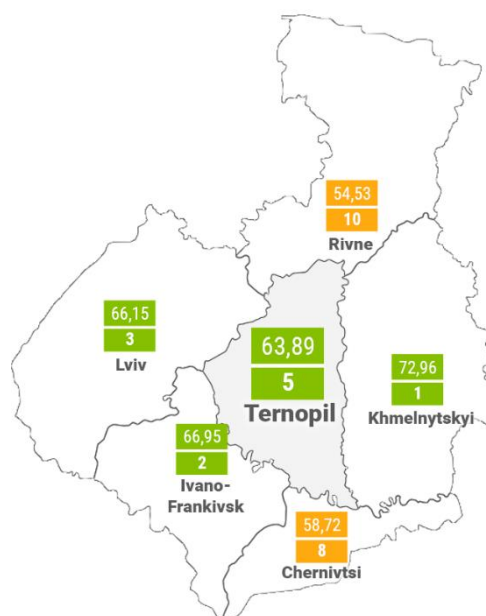 54,53
10
Rivne
66,15
3
Lviv
63,89
5
Ternopil
72,96
1
Khmelnytskyi
66,95
2
Ivano-
Frankivsk
58,72
8
Chernivtsi